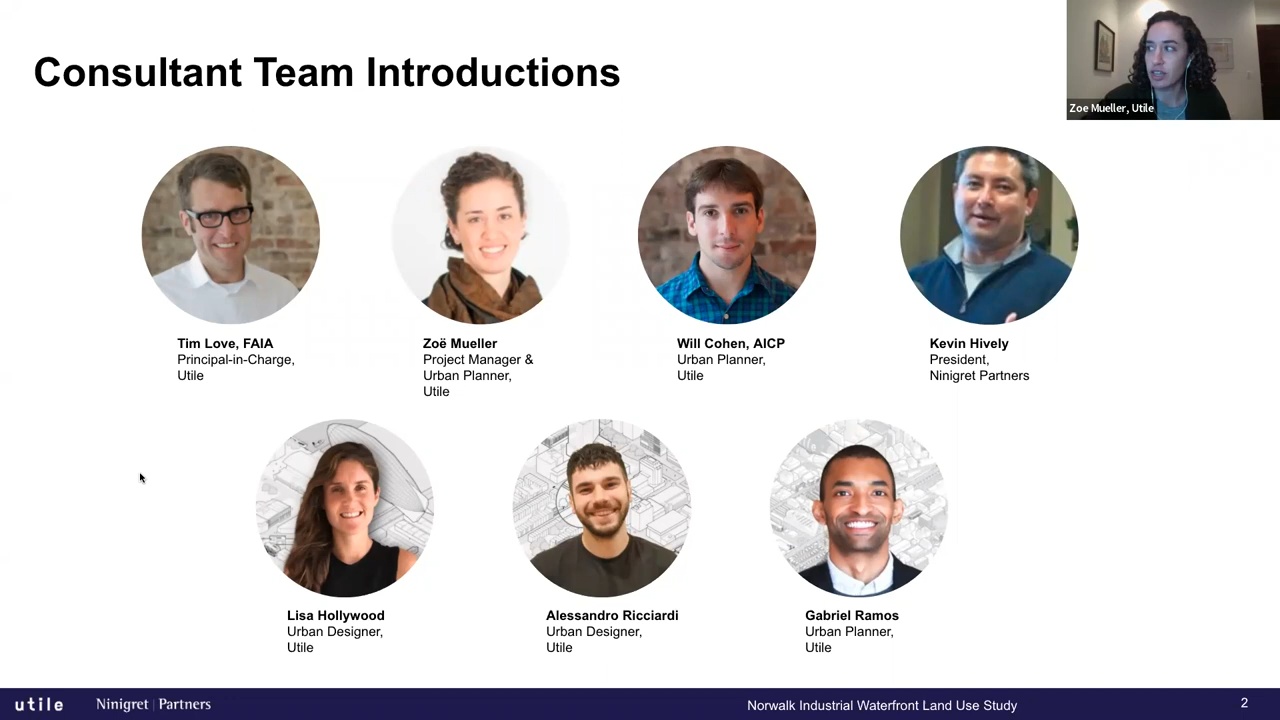 Consultant Team Introductions
Zoe Mueller, Utile
Tim Love, FAIA
Principal-in-Charge,
Utile
Zoë Mueller
Project Manager &
Urban Planner,
Utile
Will Cohen, AICP
Urban Planner,
Utile
Kevin Hively
President,
Ninigret Partners
Lisa Hollywood
Urban Designer,
Utile
Alessandro Ricciardi
Urban Designer,
Utile
Gabriel Ramos
Urban Planner,
Utile
utile
Ninigret | Partners
Norwalk Industrial Waterfront Land Use Study
2